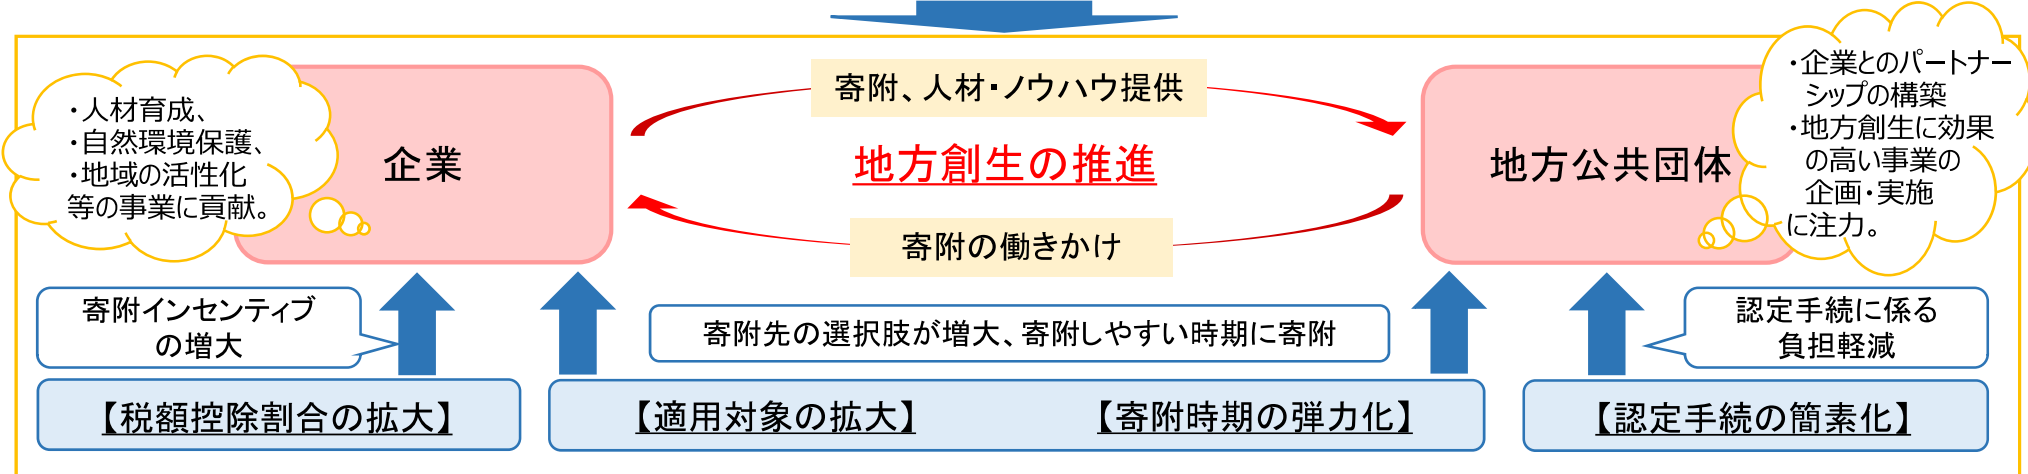 ・人材育成、
・自然環境保護、
・地域の活性化
等の事業に貢献。
企業
寄附、人材・ノウハウ提供
地方創生の推進
寄附の働きかけ
地方公共団体
・企業とのパートナー
シップの構築
・地方創生に効果
の高い事業の
企画・実施
に注力。
寄附インセンティブ
の増大
寄附先の選択肢が増大、寄附しやすい時期に寄附
認定手続に係る
負担軽減
【税額控除割合の拡大】
【適用対象の拡大】
【寄附時期の弾力化】
【認定手続の簡素化】